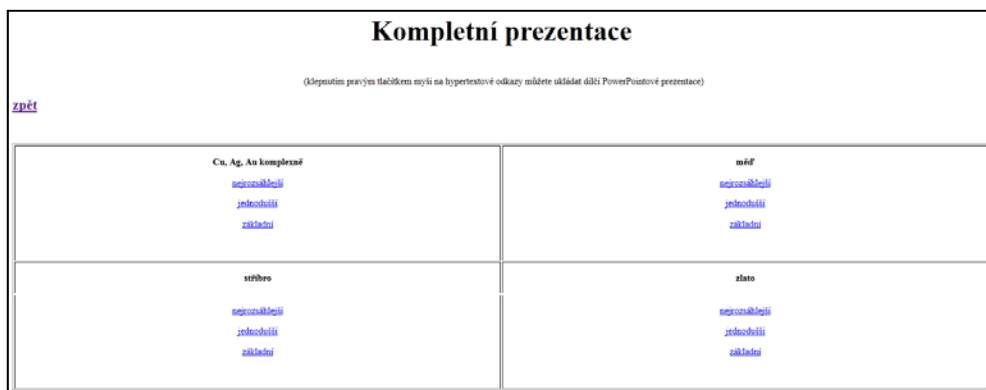 Kompletní prezentace
(klepnutím pravým tlačítkem myši na hypertextové odkazy můžete ukládat dílčí PowerPointové prezentace)
zpět
Cu, Ag, Au komplexně
nejrozsáhlejší
jednodušší
základní
měď
nejrozsáhlejší
jednodušší
základní
stříbro
nejrozsáhlejší
jednodušší
základní
zlato
nejrozsáhlejší
jednodušší
základní